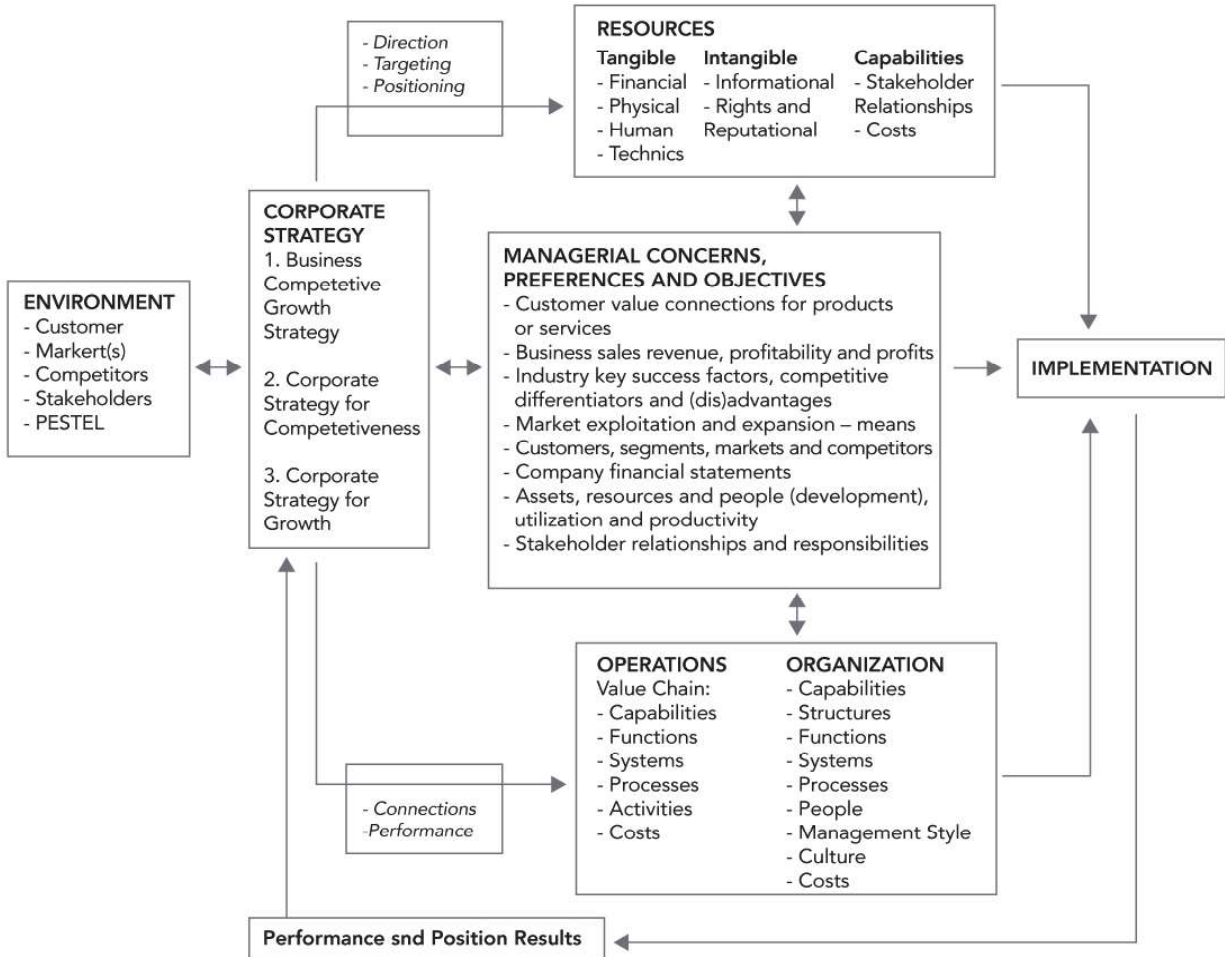 - Direction
- Targeting
- Positioning
RESOURCES
Tangible
- Financial
- Physical
- Human
- Technics
Intangible
- Informational
- Rights and
Reputational
Capabilities
- Stakeholder
Relationships
- Costs
ENVIRONMENT
- Customer
- Markert(s)
- Competitors
- Stakeholders
- PESTEL
CORPORATE
STRATEGY
1. Business
Competetive
Growth
Strategy
2. Corporate
Strategy for
Competetiveness
3. Corporate
Strategy for
Growth
MANAGERIAL CONCERNS,
PREFERENCES AND OBJECTIVES
- Customer value connections for products
or services
- Business sales revenue, profitability and profits
- Industry key success factors, competitive
differentiators and (dis)advantages
- Market exploitation and expansion – means
- Customers, segments, markets and competitors
- Company financial statements
- Assets, resources and people (development),
utilization and productivity
- Stakeholder relationships and responsibilities
IMPLEMENTATION
- Connections
-Performance
OPERATIONS
Value Chain:
- Capabilities
- Functions
- Systems
- Processes
- Activities
- Costs
ORGANIZATION
- Capabilities
- Structures
- Functions
- Systems
- Processes
- People
- Management Style
- Culture
- Costs
Performance snd Position Results